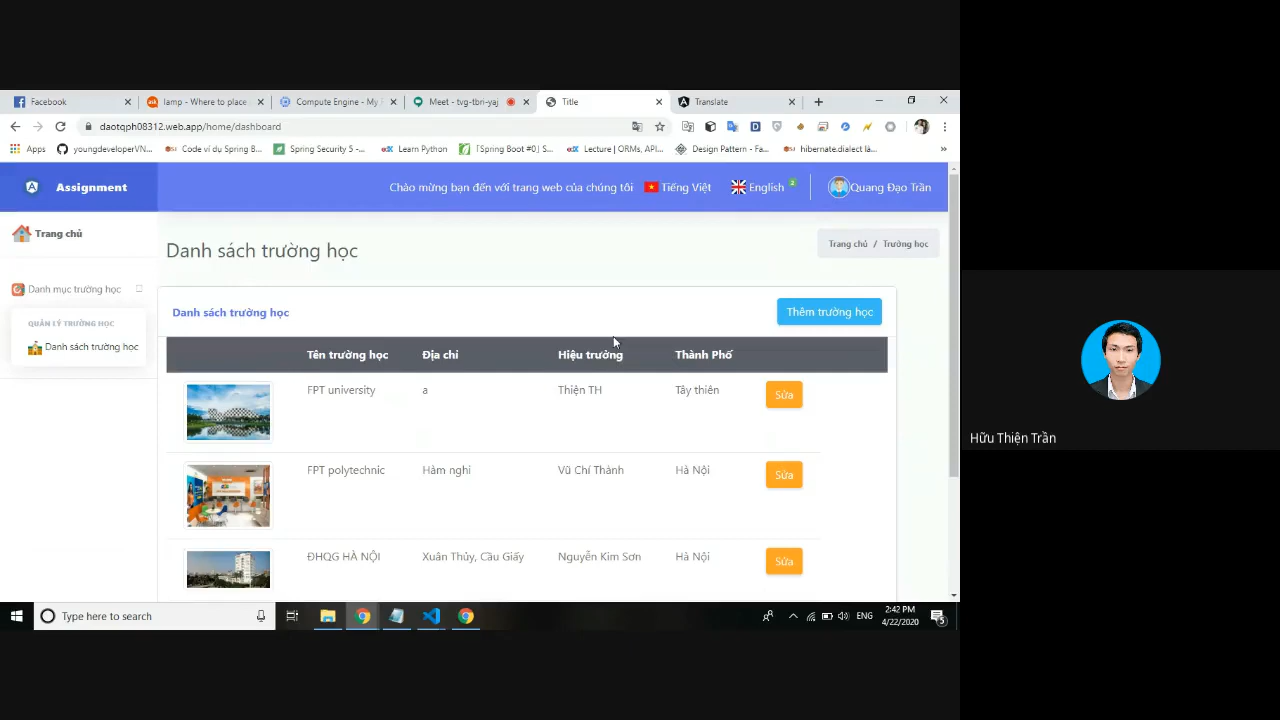 Facebook
lamp - Where to place
Compute Engine - My
Meet - tvg-tbri-yaj
Title
Translate
daotqph08312.web.app/home/dashboard
Apps
youngdeveloperVN...
Code ví dụ Spring B...
Spring Security 5 -...
Learn Python
「Spring Boot #0」S...
Lecture | ORMs, API...
Design Pattern - Fa...
hibernate.dialect là...
Assignment
Chào mừng bạn đến với trang web của chúng tôi
Tiếng Việt
English
2
Quang Đạo Trần
Trang chủ
Danh sách trường học
Trang chủ / Trường học
Danh mục trường học
QUẢN LÝ TRƯỜNG HỌC
Danh sách trường học
Danh sách trường học
Thêm trường học
Tên trường học Địa chỉ Hiệu trưởng Thành Phố
FPT university a Thiện TH Tây thiên Sửa
FPT polytechnic Hàm nghi Vũ Chí Thành Hà Nội Sửa
ĐHQG HÀ NỘI Xuân Thủy, Cầu Giấy Nguyễn Kim Sơn Hà Nội Sửa
Hữu Thiện Trần
Type here to search
ENG
2:42 PM
4/22/2020
5